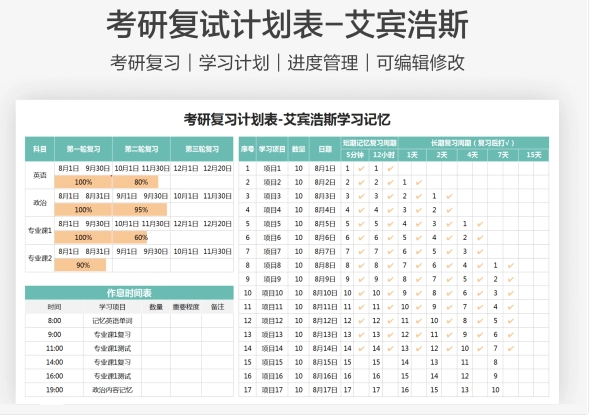 考研复试计划表-艾宾浩斯
考研复习｜学习计划｜进度管理｜可编辑修改
考研复习计划表-艾宾浩斯学习记忆
科目 第一轮复习 第二轮复习 第三轮复习
英语 8月1日 9月30日 10月1日 11月30日 12月1日 12月20日
100% 80%
政治 8月1日 8月31日 9月1日 9月30日 10月1日 11月30日
100% 95%
专业课1 8月1日 9月30日 10月1日 11月30日 12月1日 12月20日
100% 60%
专业课2 8月1日 8月31日 9月1日 9月30日 10月1日 11月30日
90%
作息时间表
时间 学习项目 数量 重要程度 备注
8:00 记忆英语单词
9:00 专业课1复习
11:00 专业课1测试
14:00 专业课1复习
16:00 专业课1测试
19:00 政治内容记忆
序号 学习项目 数量 日期 短期记忆复习周期 长期复习周期（复习后打√）
5分钟 12小时 1天 2天 4天 7天 15天
1 项目1 10 8月1日 1 ✓ 1 ✓
2 项目2 10 8月2日 2 ✓ 2 ✓ 1 ✓
3 项目3 10 8月3日 3 ✓ 3 ✓ 2 ✓ 1 ✓
4 项目4 10 8月4日 4 ✓ 4 ✓ 3 ✓ 2 ✓
5 项目5 10 8月5日 5 ✓ 5 ✓ 4 ✓ 3 ✓ 1 ✓
6 项目6 10 8月6日 6 ✓ 6 ✓ 5 ✓ 4 ✓ 2 ✓
7 项目7 10 8月7日 7 ✓ 7 ✓ 6 ✓ 5 ✓ 3 ✓
8 项目8 10 8月8日 8 ✓ 8 ✓ 7 ✓ 6 ✓ 4 ✓ 1 ✓
9 项目9 10 8月9日 9 ✓ 9 ✓ 8 ✓ 7 ✓ 5 ✓ 2 ✓
10 项目10 10 8月10日 10 ✓ 10 ✓ 9 ✓ 8 ✓ 6 ✓ 3 ✓
11 项目11 10 8月11日 11 ✓ 11 ✓ 10 ✓ 9 ✓ 7 ✓ 4 ✓
12 项目12 10 8月12日 12 ✓ 12 ✓ 11 ✓ 10 ✓ 8 ✓ 5 ✓
13 项目13 10 8月13日 13 ✓ 13 ✓ 12 ✓ 11 ✓ 9 ✓ 6 ✓
14 项目14 10 8月14日 14 ✓ 14 ✓ 13 ✓ 12 ✓ 10 ✓ 7 ✓
15 项目15 10 8月15日 15 15 14 13 11 8
16 项目16 10 8月16日 16 16 15 14 12 9
17 项目17 10 8月17日 17 17 16 15 13 10